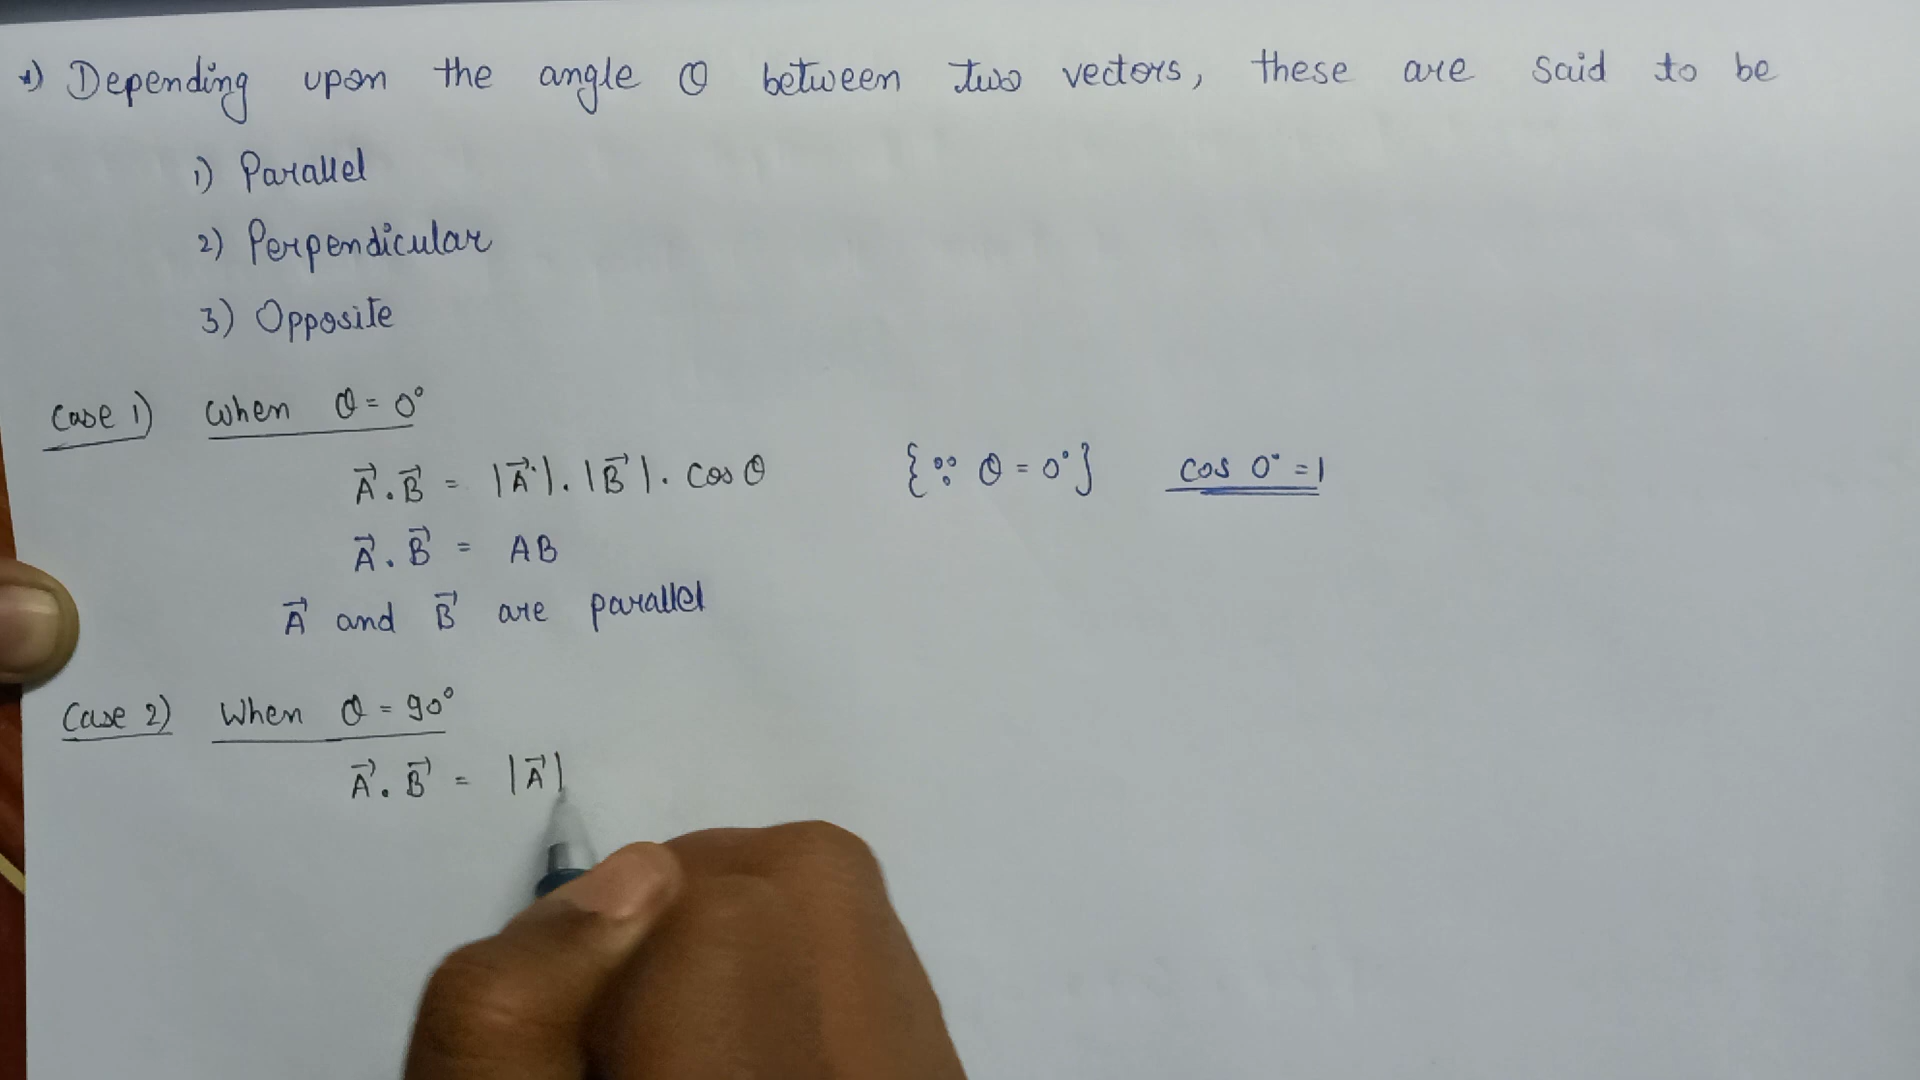 *) Depending upon the angle θ between two vectors, these are said to be
1) Parallel
2) Perpendicular
3) Opposite
Case 1) When θ = 0°
A⃗ . B⃗ = |A⃗| . |B⃗| . Cos θ {∵ θ = 0°} cos 0° = 1
A⃗ . B⃗ = AB
A⃗ and B⃗ are parallel
Case 2) When θ = 90°
A⃗ . B⃗ = |A⃗|